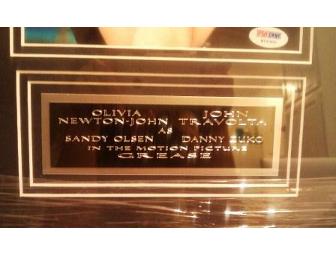 OLIVIA JOHN
NEWTON-JOHN TRAVOLTA
AS
SANDY OLSEN DANNY ZUKO
IN THE MOTION PICTURE
GREASE